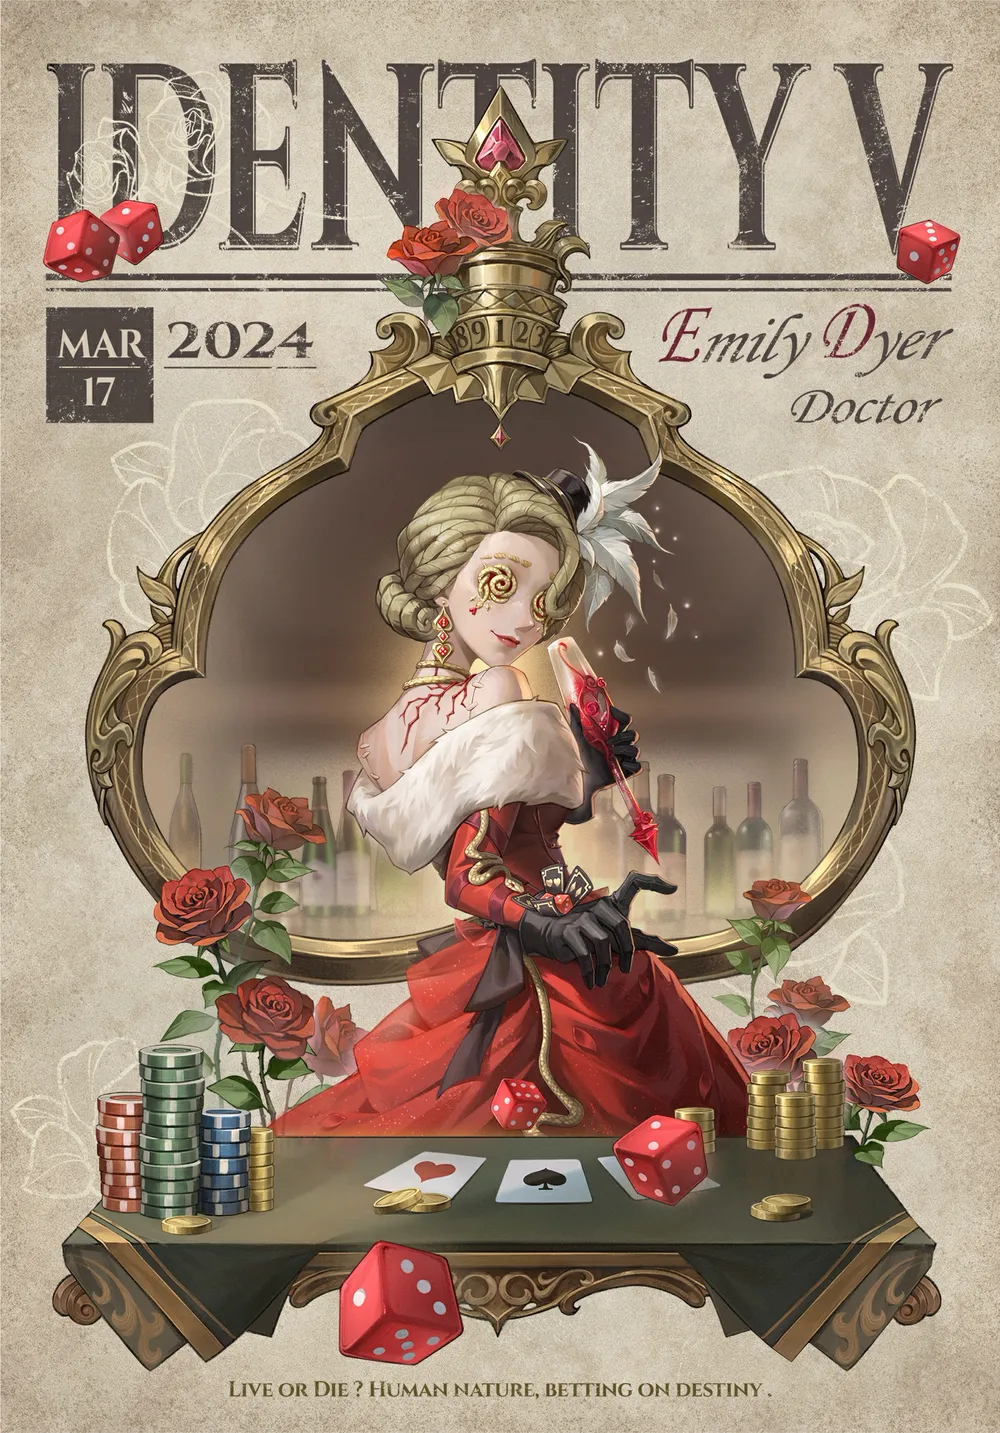 IDENTITY V
MAR
17
2024
Emily Dyer
Doctor
89123
LIVE OR DIE ? HUMAN NATURE, BETTING ON DESTINY .